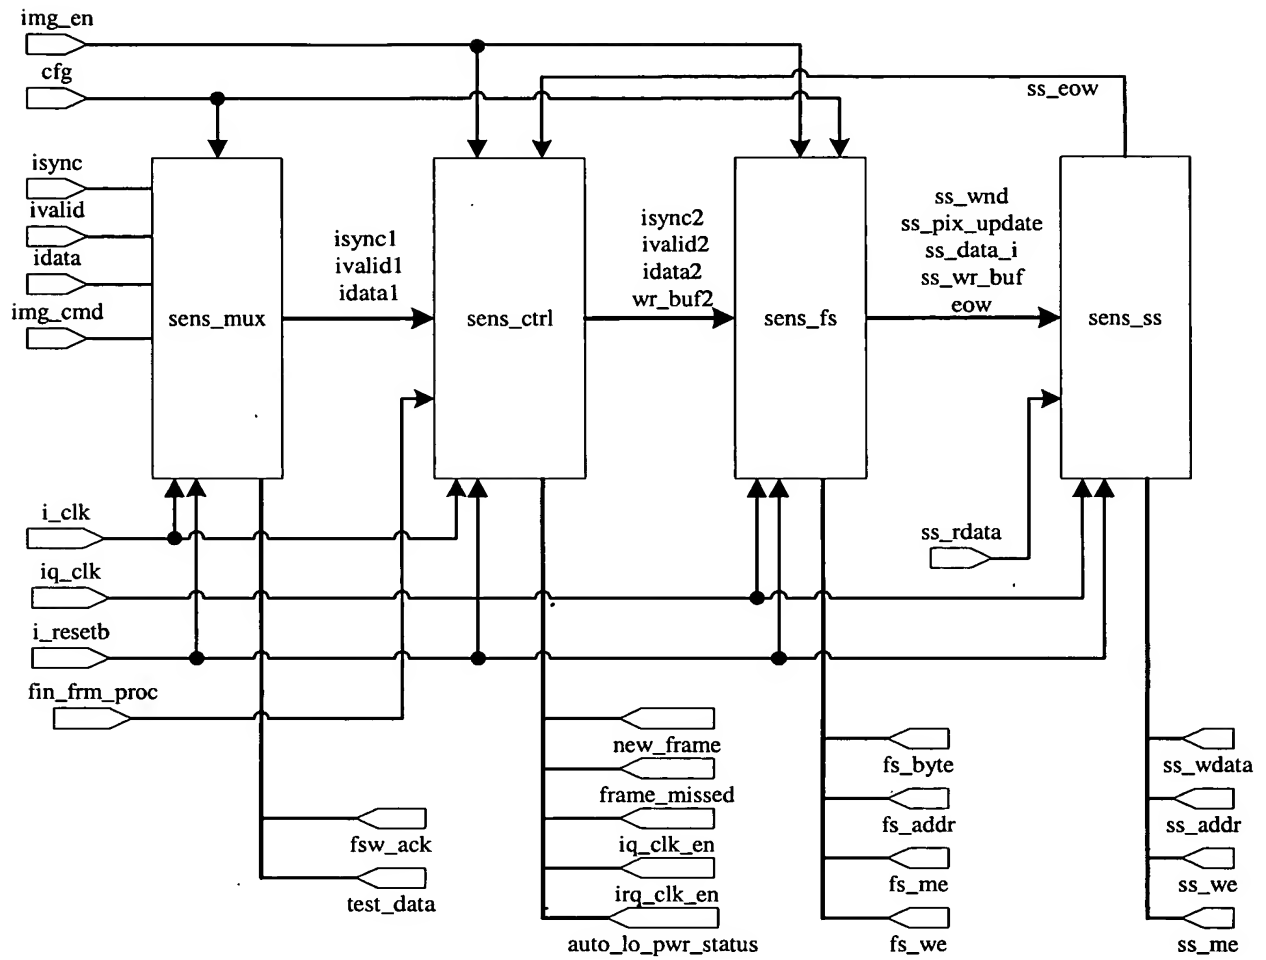 img_en
cfg
ss_eow
isync
ivalid
idata
img_cmd
isync1
ivalid1
idata1
isync2
ivalid2
idata2
wr_buf2
ss_wnd
ss_pix_update
ss_data_i
ss_wr_buf
eow
sens_mux
sens_ctrl
sens_fs
sens_ss
i_clk
iq_clk
i_resetb
fin_frm_proc
ss_rdata
fsw_ack
test_data
new_frame
frame_missed
iq_clk_en
irq_clk_en
auto_lo_pwr_status
fs_byte
fs_addr
fs_me
fs_we
ss_wdata
ss_addr
ss_we
ss_me